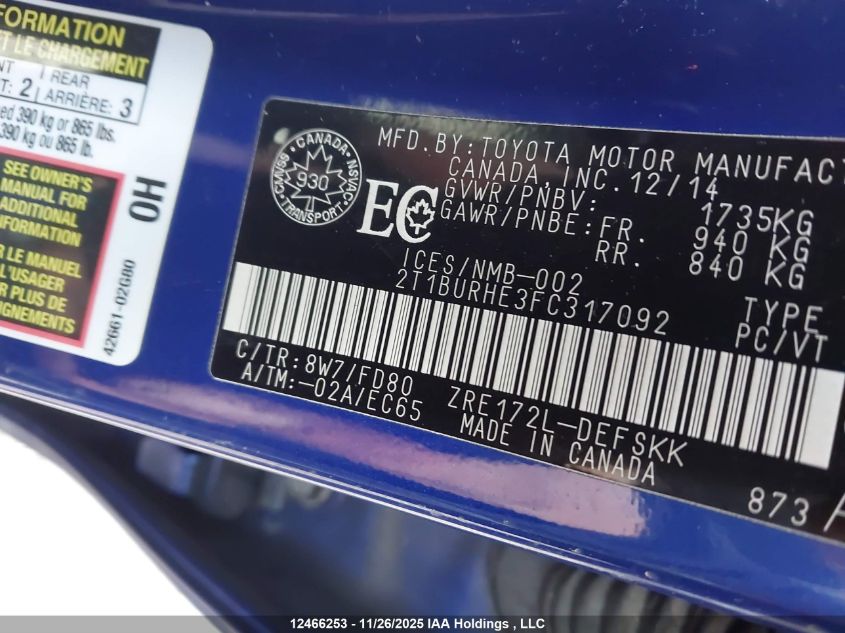 FORMATION
ET LE CHARGEMENT
2 REAR
ARRIÈRE: 3
390 kg or 865 lbs.
390 kg ou 865 lb.
SEE OWNER'S
MANUAL FOR
ADDITIONAL
INFORMATION
LE MANUEL
L'USAGER
PLUS DE
0H
42661-02G80
CANADA
930
TRANSPORT
CMVSS
NSVAC
EC
MFD.BY:TOYOTA MOTOR MANUFACT
CANADA,INC.12/14
GVWR/PNBV: 1735KG
GAWR/PNBE:FR. 940 KG
RR. 840 KG
ICES/NMB-002
2T1BURHE3FC317092 TYPE
PC/VT
C/TR:8W7/FD80
A/TM:-02A/EC65
ZRE172L-DEFSKK
MADE IN CANADA
873 A
12466253 - 11/26/2025 IAA Holdings , LLC